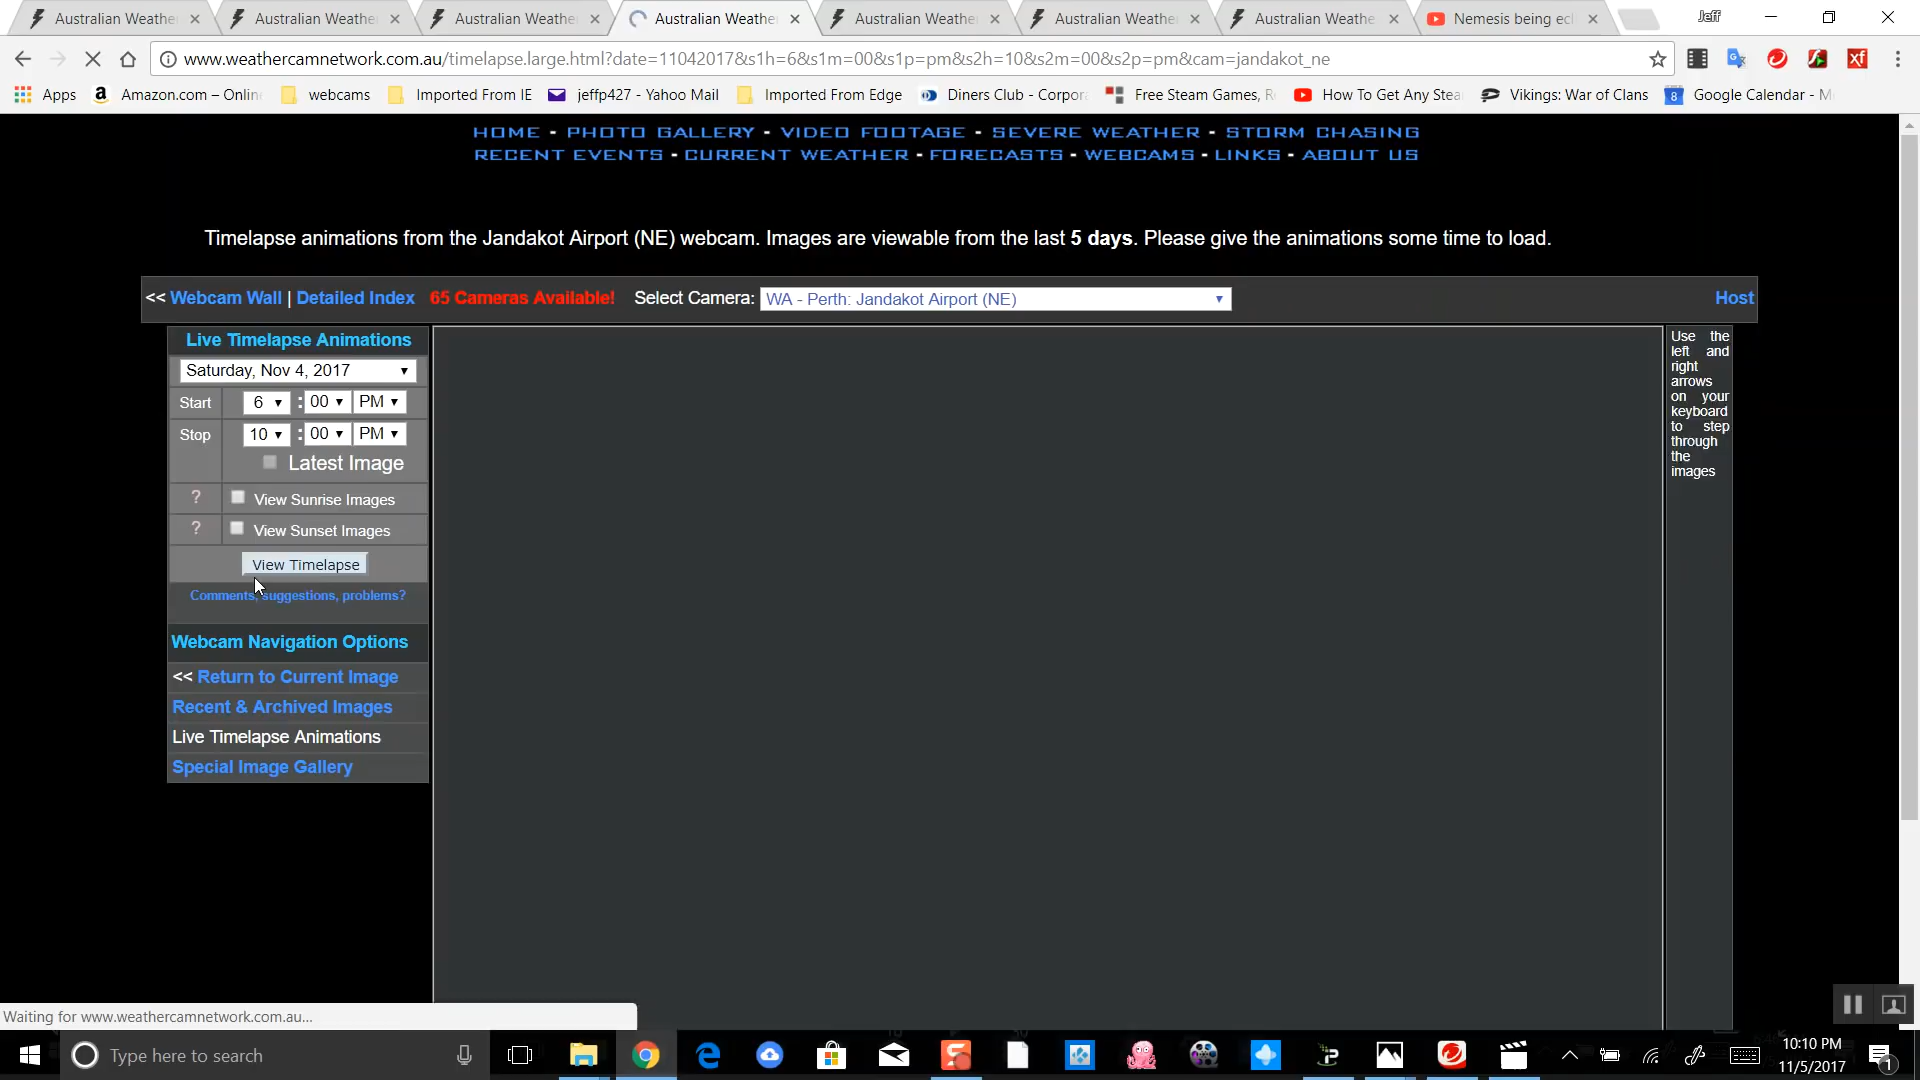 Australian Weathe
Australian Weathe
Australian Weathe
Australian Weathe
Australian Weathe
Australian Weathe
Australian Weathe
Nemesis being ecl
Jeff
www.weathercamnetwork.com.au/timelapse.large.html?date=11042017&s1h=6&s1m=00&s1p=pm&s2h=10&s2m=00&s2p=pm&cam=jandakot_ne
Apps
Amazon.com – Onlin
webcams
Imported From IE
jeffp427 - Yahoo Mail
Imported From Edge
Diners Club - Corpor
Free Steam Games,
How To Get Any Stea
Vikings: War of Clans
Google Calendar -
HOME - PHOTO GALLERY - VIDEO FOOTAGE - SEVERE WEATHER - STORM CHASING
RECENT EVENTS - CURRENT WEATHER - FORECASTS - WEBCAMS - LINKS - ABOUT US
Timelapse animations from the Jandakot Airport (NE) webcam. Images are viewable from the last 5 days. Please give the animations some time to load.
<< Webcam Wall | Detailed Index 65 Cameras Available! Select Camera: WA - Perth: Jandakot Airport (NE) Host
Live Timelapse Animations
Saturday, Nov 4, 2017
Start 6 : 00 PM
Stop 10 : 00 PM
Latest Image
? View Sunrise Images
? View Sunset Images
View Timelapse
Comments, suggestions, problems?
Webcam Navigation Options
<< Return to Current Image
Recent & Archived Images
Live Timelapse Animations
Special Image Gallery
Use the
left and
right
arrows
on your
keyboard
to step
through
the
images
Waiting for www.weathercamnetwork.com.au...
Type here to search
10:10 PM
11/5/2017
1